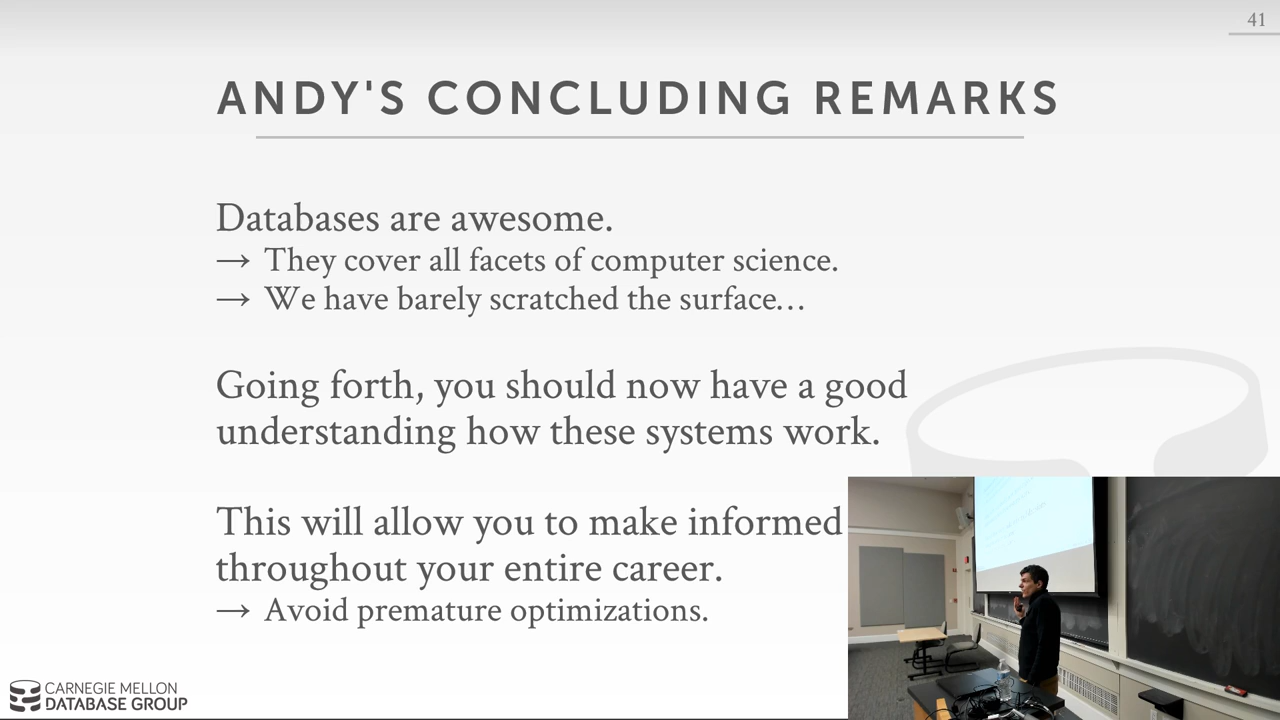 41
ANDY'S CONCLUDING REMARKS
Databases are awesome.
→ They cover all facets of computer science.
→ We have barely scratched the surface…
Going forth, you should now have a good
understanding how these systems work.
This will allow you to make informed
throughout your entire career.
→ Avoid premature optimizations.
CARNEGIE MELLON
DATABASE GROUP